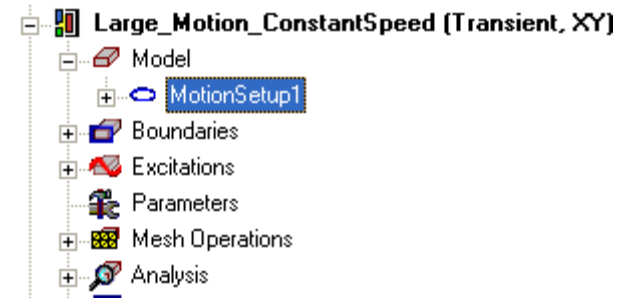 Large_Motion_ConstantSpeed (Transient, XY)
Model
MotionSetup1
Boundaries
Excitations
Parameters
Mesh Operations
Analysis